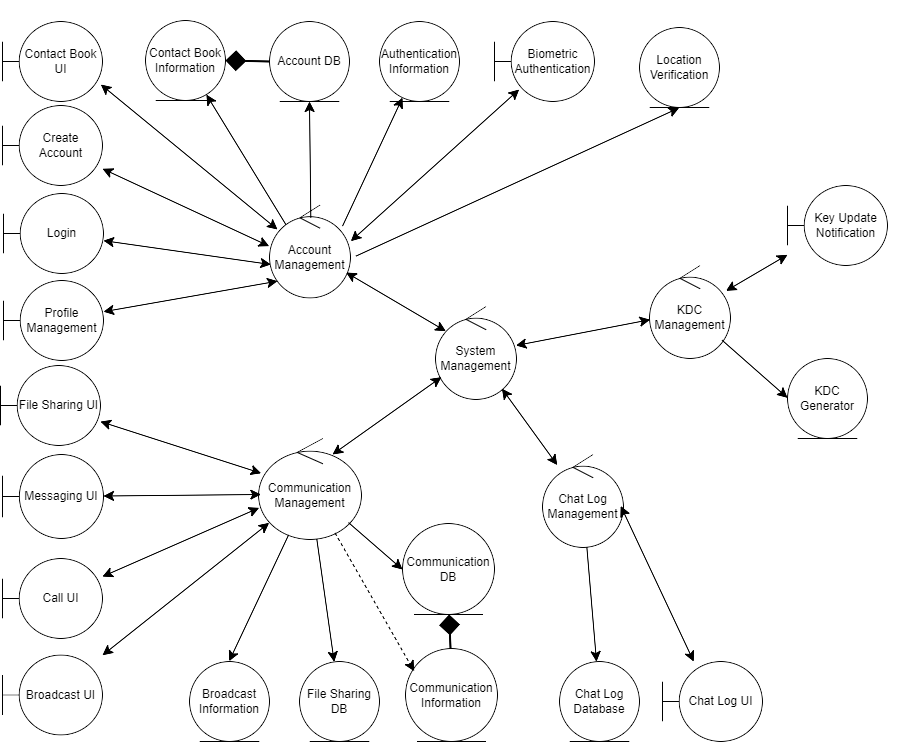 Contact Book
UI
Contact Book
Information
Account DB
Authentication
Information
Biometric
Authentication
Location
Verification
Create
Account
Login
Account
Management
Key Update
Notification
Profile
Management
KDC
Management
System
Management
File Sharing UI
KDC
Generator
Messaging UI
Communication
Management
Chat Log
Management
Communication
DB
Call UI
Broadcast UI
Broadcast
Information
File Sharing
DB
Communication
Information
Chat Log
Database
Chat Log UI